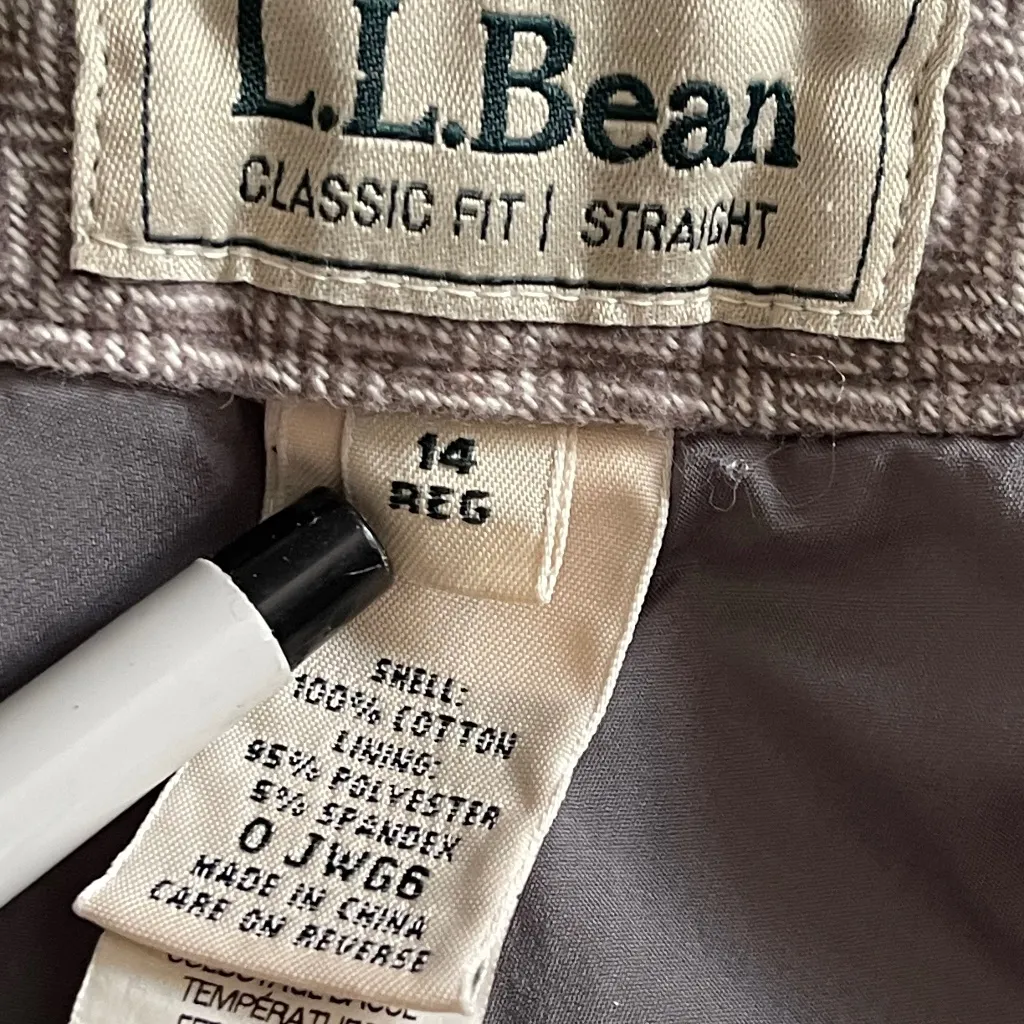 L.L.Bean
CLASSIC FIT | STRAIGHT
14
REG
SHELL:
100% COTTON
LINING:
95% POLYESTER
5% SPANDEX
0 JWG6
MADE IN CHINA
CARE ON REVERSE